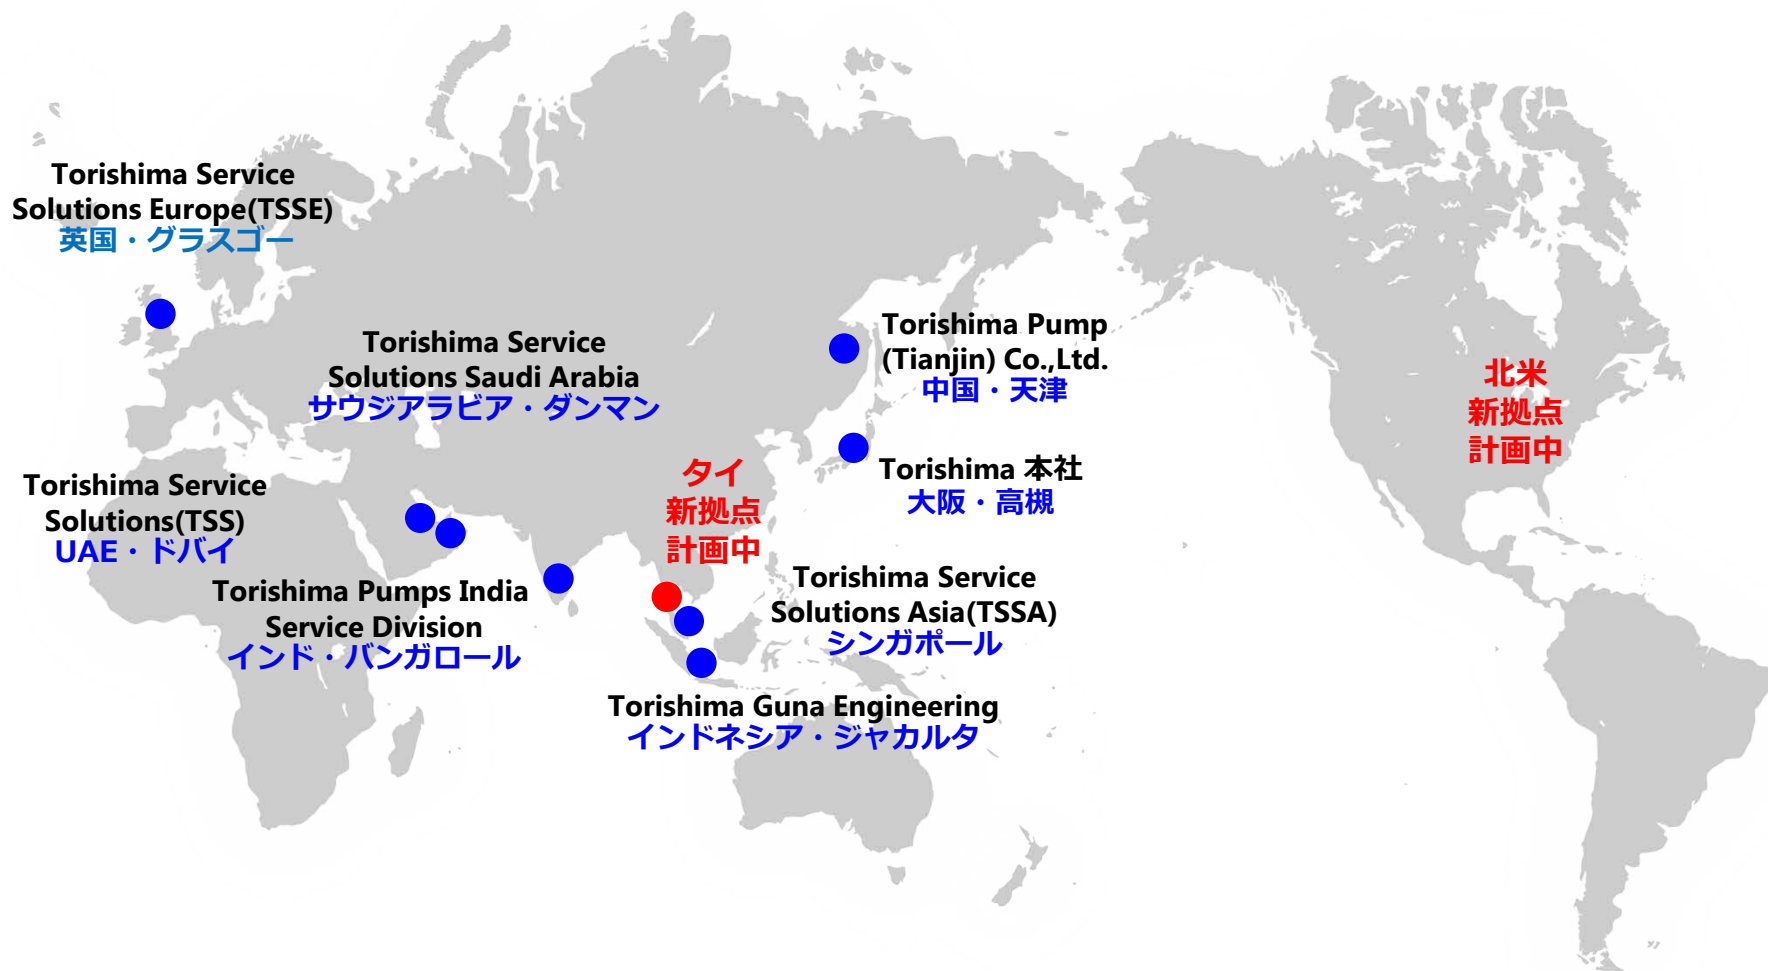 Torishima Service
Solutions Europe(TSSE)
英国・グラスゴー
Torishima Service
Solutions Saudi Arabia
サウジアラビア・ダンマン
Torishima Pump
(Tianjin) Co.,Ltd.
中国・天津
北米
新拠点
計画中
Torishima 本社
大阪・高槻
タイ
新拠点
計画中
Torishima Service
Solutions(TSS)
UAE・ドバイ
Torishima Pumps India
Service Division
インド・バンガロール
Torishima Service
Solutions Asia(TSSA)
シンガポール
Torishima Guna Engineering
インドネシア・ジャカルタ